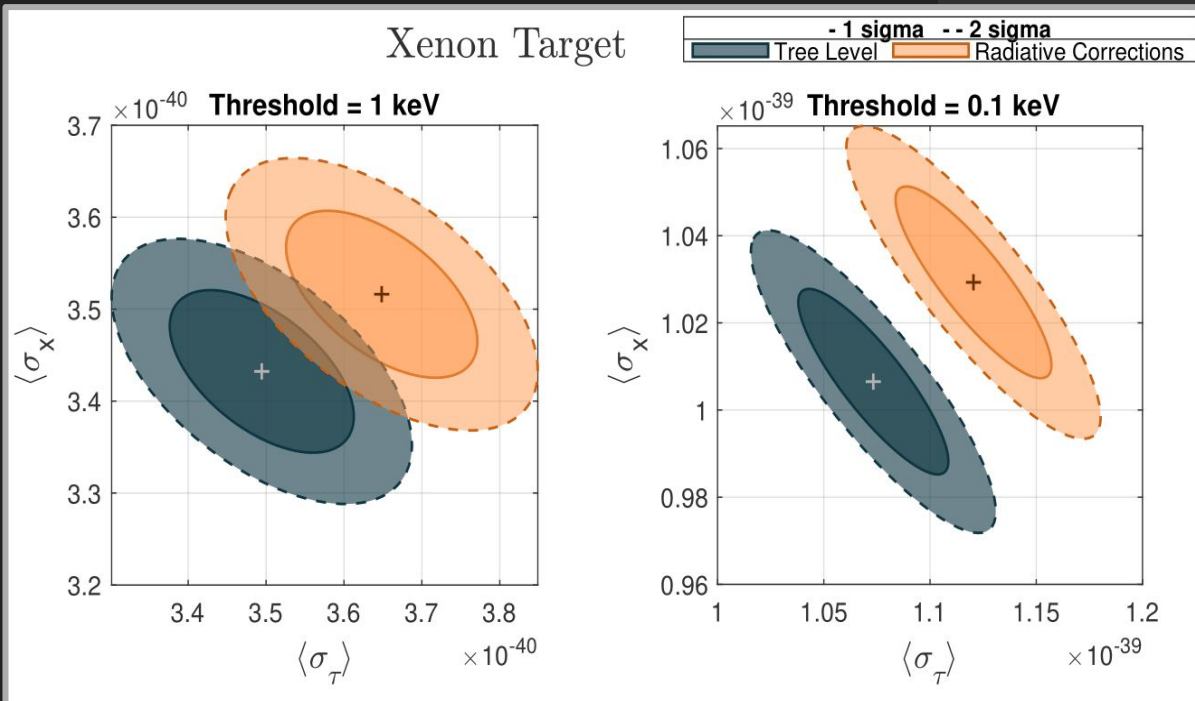 Xenon Target
- 1 sigma -- 2 sigma
Tree Level Radiative Corrections
×10⁻⁴⁰ Threshold = 1 keV
3.7
3.6
3.5
3.4
3.3
3.2
⟨σₓ⟩
3.4 3.5 3.6 3.7 3.8
⟨σ_τ⟩ ×10⁻⁴⁰
×10⁻³⁹ Threshold = 0.1 keV
1.06
1.04
1.02
1
0.98
0.96
⟨σₓ⟩
1 1.05 1.1 1.15 1.2
⟨σ_τ⟩ ×10⁻³⁹